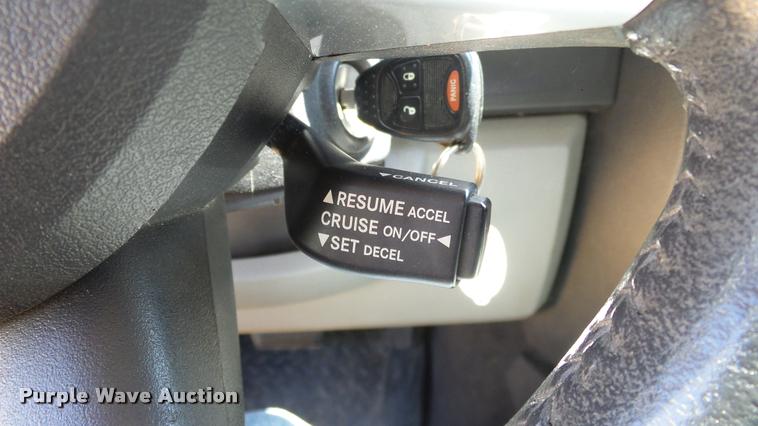 PANIC
▼CANCEL
▲RESUME ACCEL
CRUISE ON/OFF◀
▼SET DECEL
Purple Wave Auction